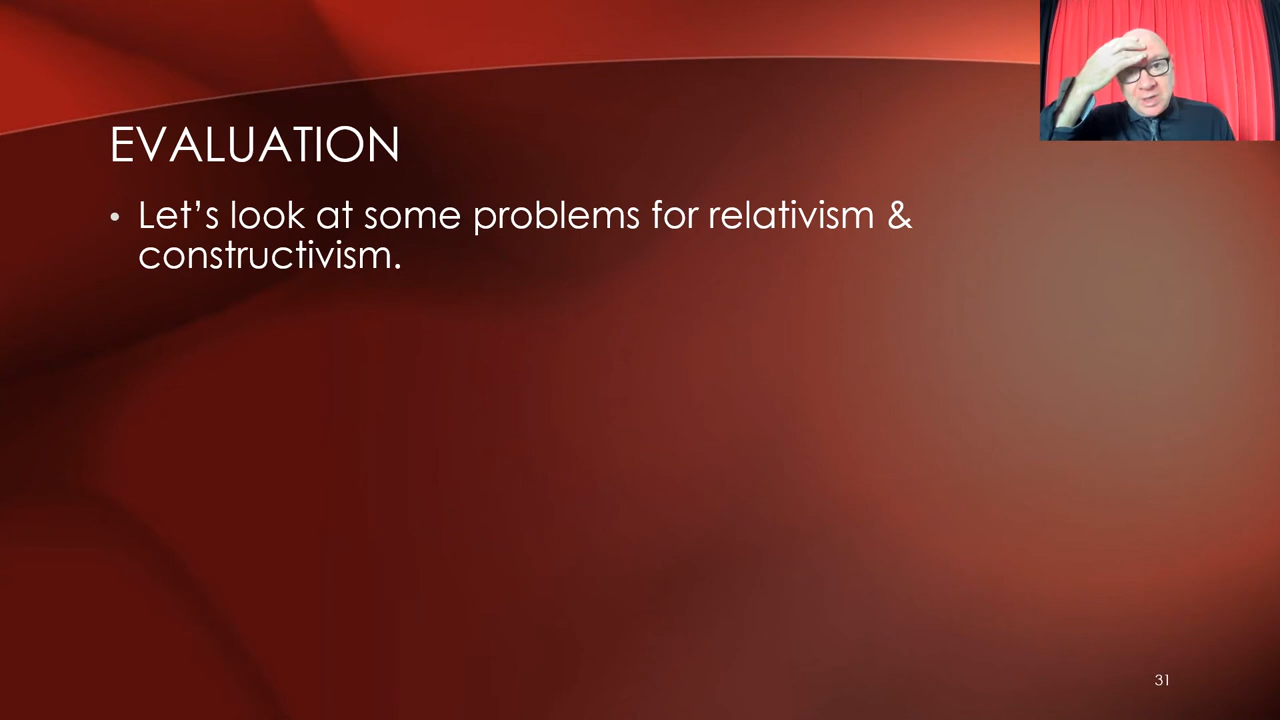 EVALUATION
• Let’s look at some problems for relativism &
constructivism.
31